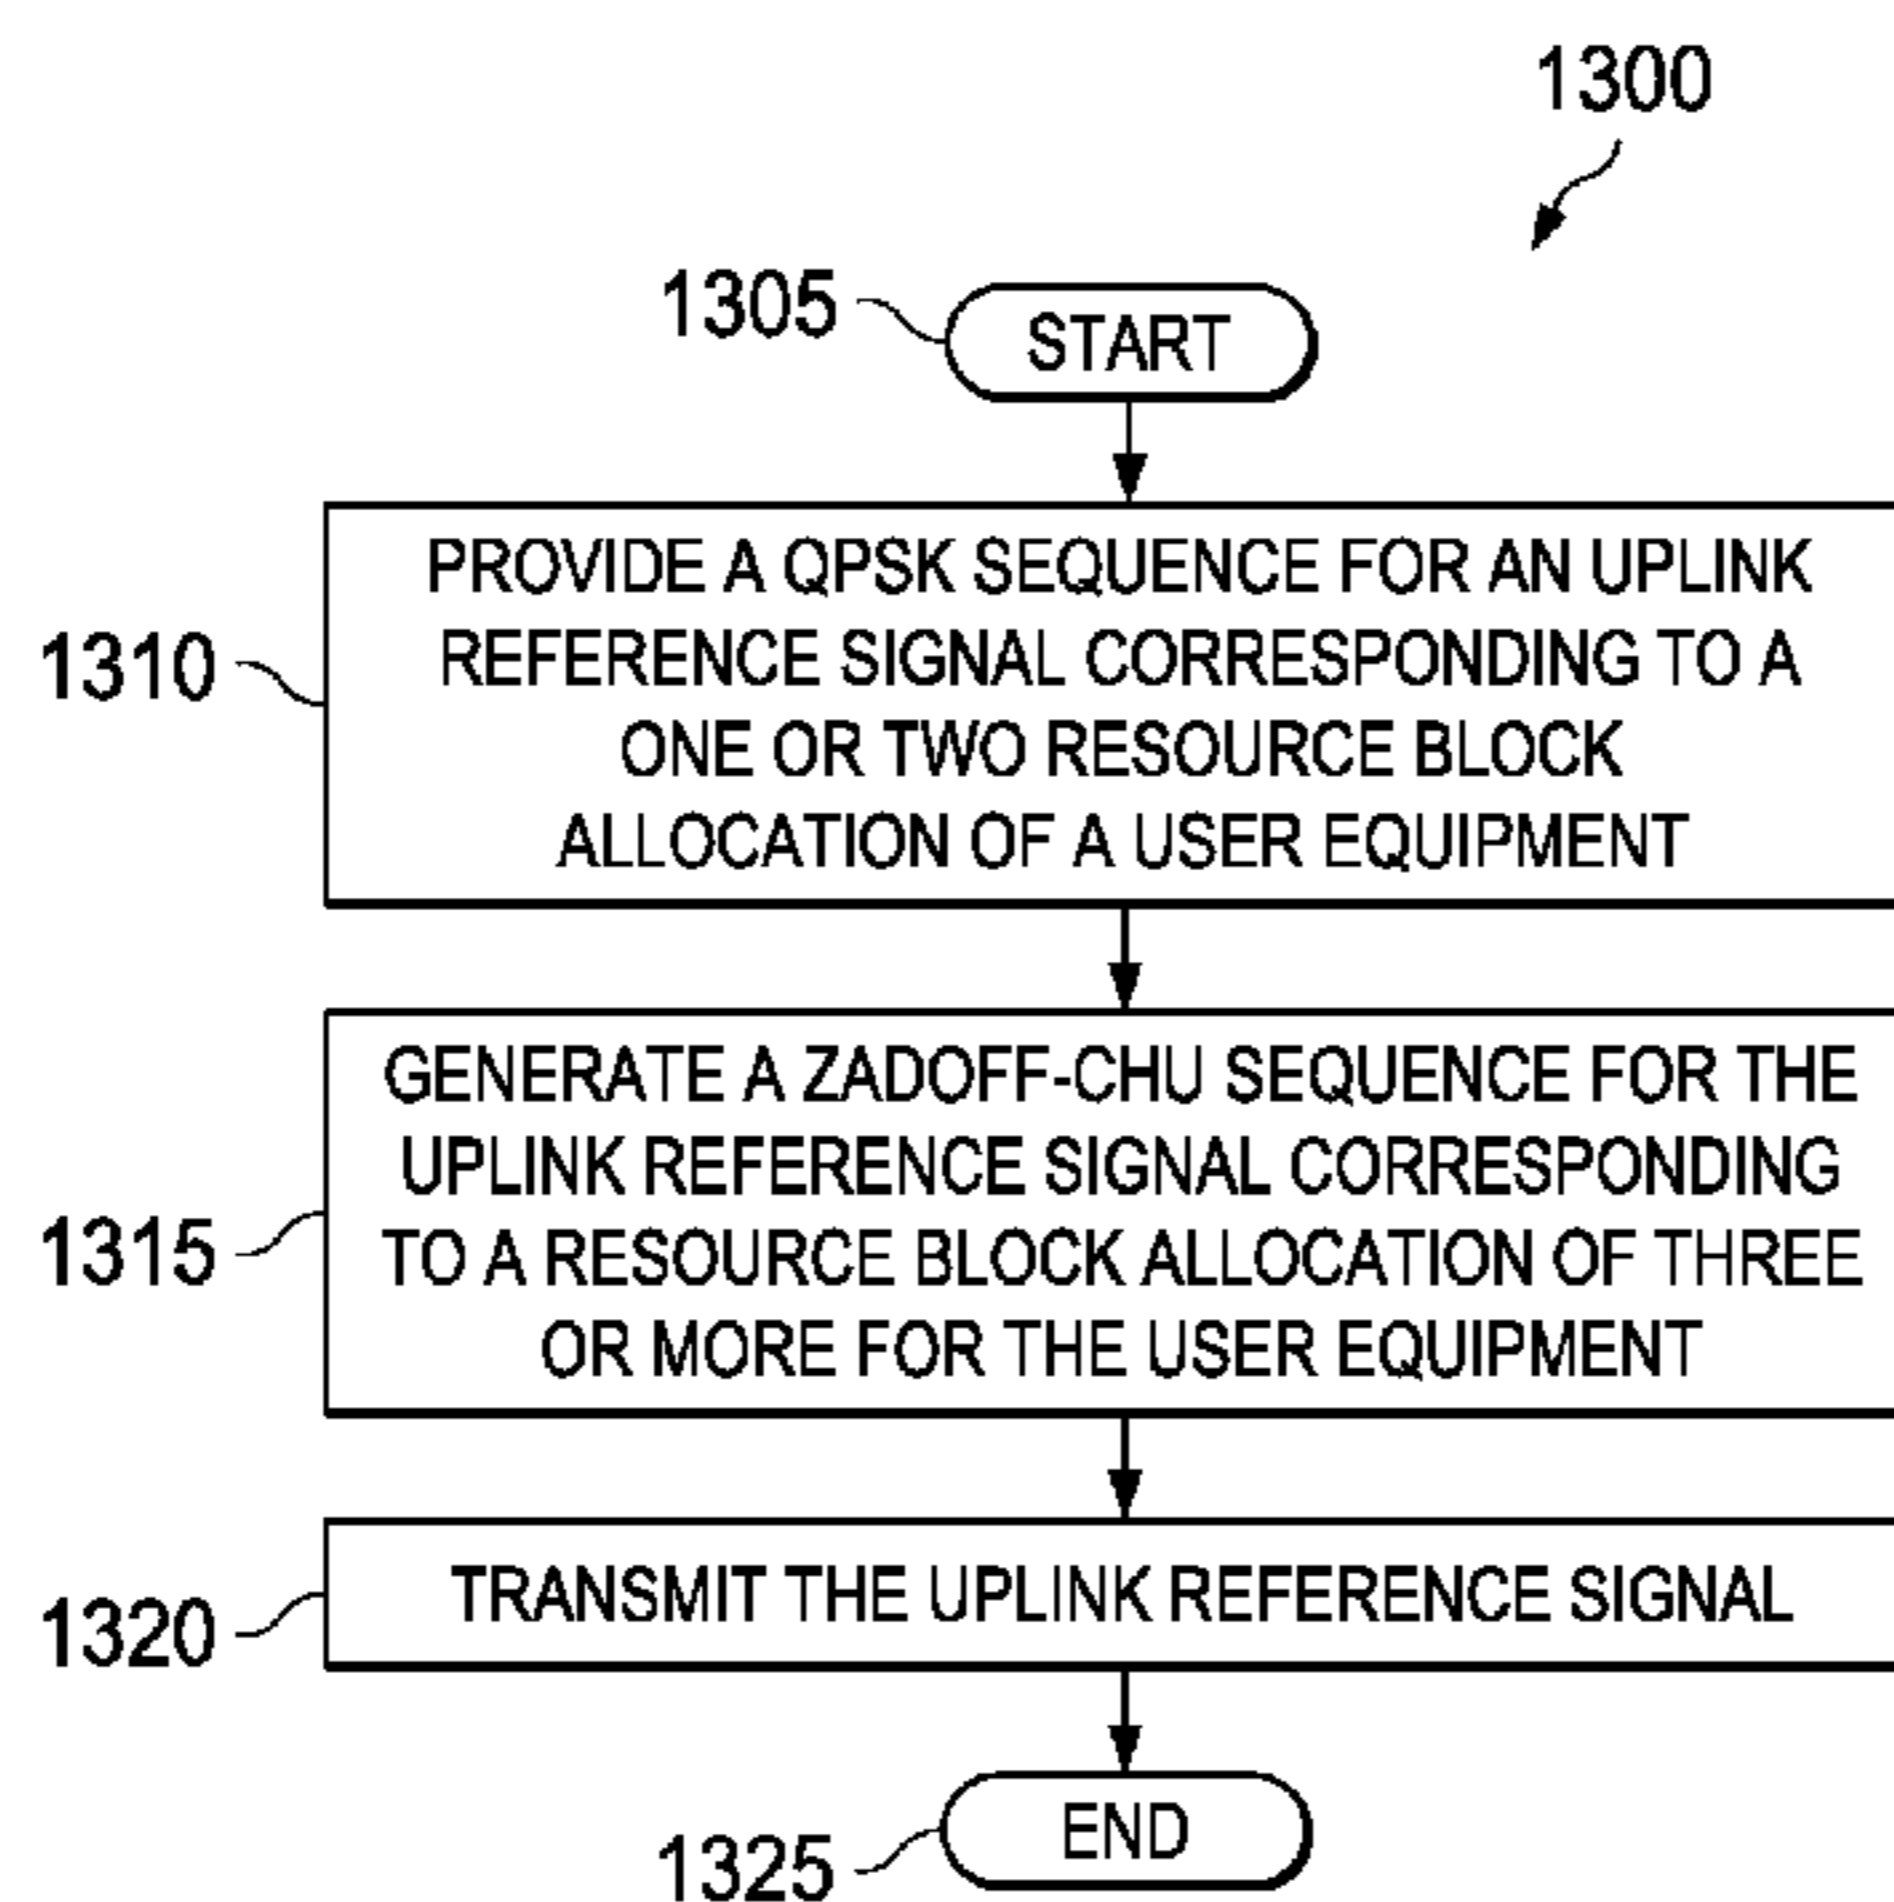 1300
1305
START
1310
PROVIDE A QPSK SEQUENCE FOR AN UPLINK
REFERENCE SIGNAL CORRESPONDING TO A
ONE OR TWO RESOURCE BLOCK
ALLOCATION OF A USER EQUIPMENT
1315
GENERATE A ZADOFF-CHU SEQUENCE FOR THE
UPLINK REFERENCE SIGNAL CORRESPONDING
TO A RESOURCE BLOCK ALLOCATION OF THREE
OR MORE FOR THE USER EQUIPMENT
1320
TRANSMIT THE UPLINK REFERENCE SIGNAL
1325
END